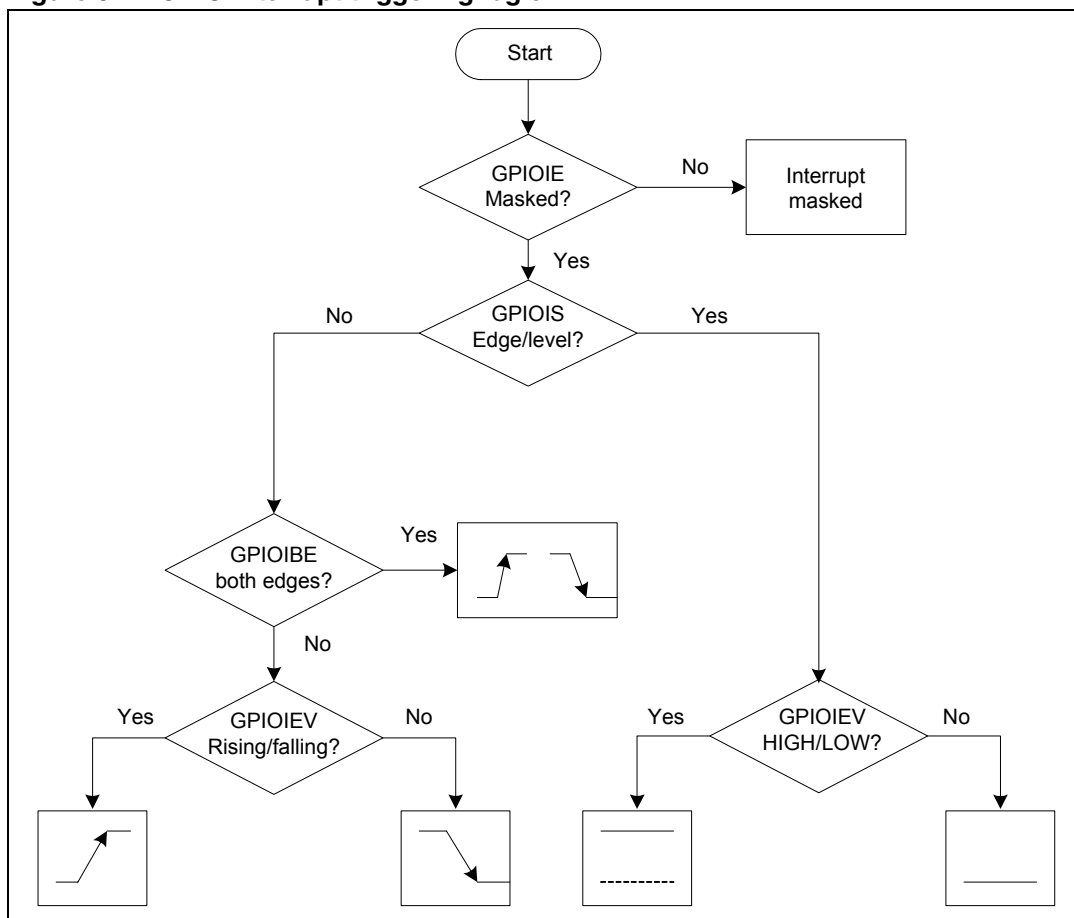 Start
GPIOIE
Masked?
No
Interrupt
masked
Yes
GPIOIS
Edge/level?
No
Yes
GPIOIBE
both edges?
Yes
No
GPIOIEV
Rising/falling?
Yes
No
GPIOIEV
HIGH/LOW?
Yes
No